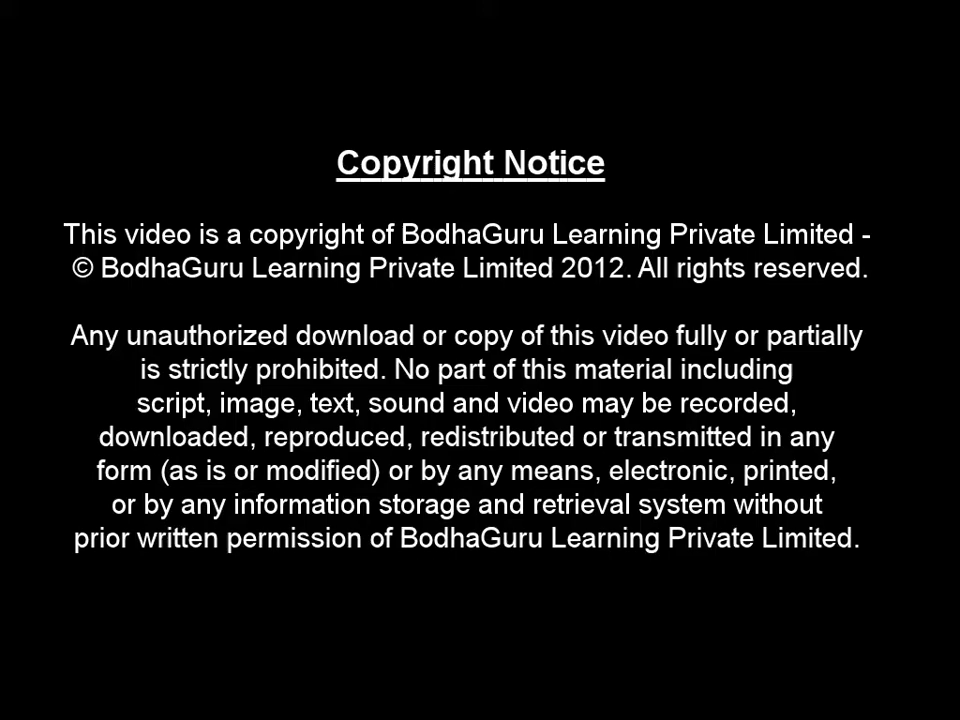 Copyright Notice
This video is a copyright of BodhaGuru Learning Private Limited -
© BodhaGuru Learning Private Limited 2012. All rights reserved.
Any unauthorized download or copy of this video fully or partially
is strictly prohibited. No part of this material including
script, image, text, sound and video may be recorded,
downloaded, reproduced, redistributed or transmitted in any
form (as is or modified) or by any means, electronic, printed,
or by any information storage and retrieval system without
prior written permission of BodhaGuru Learning Private Limited.